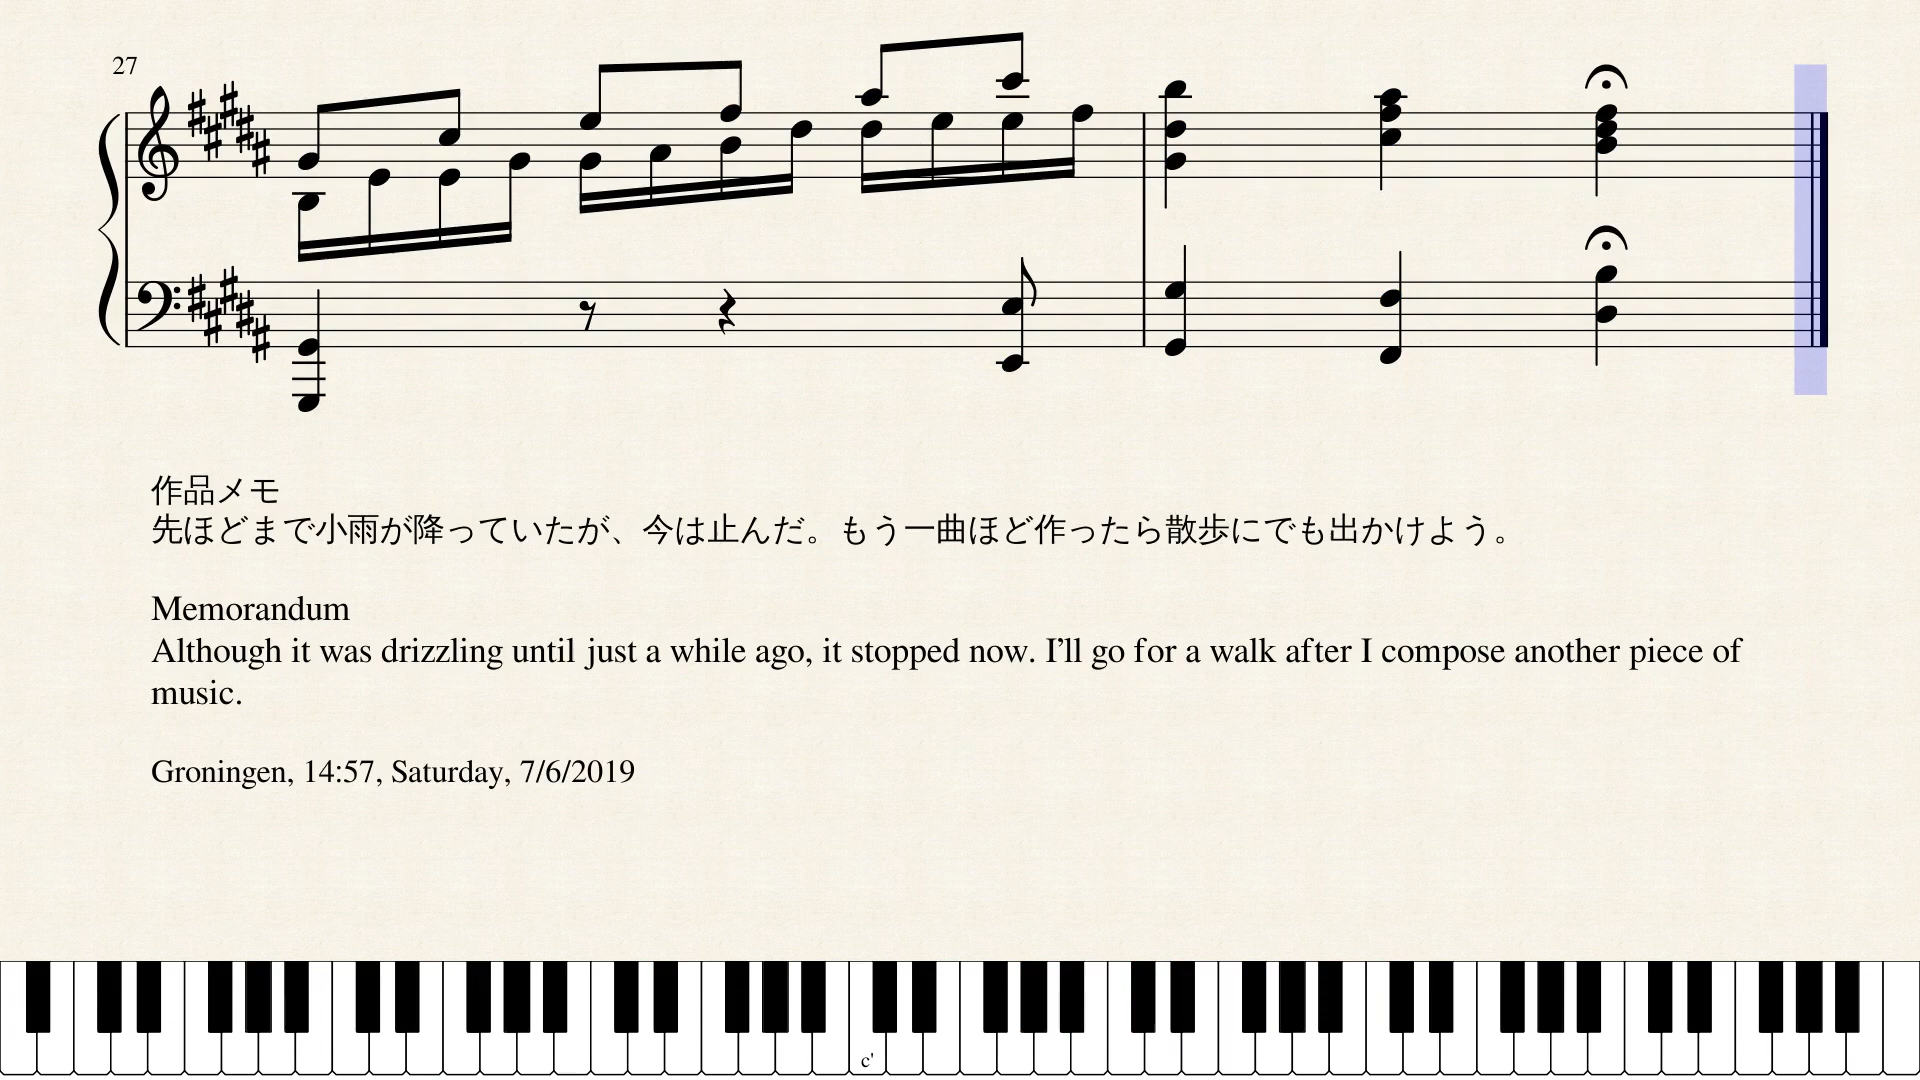 27
作品メモ
先ほどまで小雨が降っていたが、今は止んだ。もう一曲ほど作ったら散歩にでも出かけよう。
Memorandum
Although it was drizzling until just a while ago, it stopped now. I’ll go for a walk after I compose another piece of
music.
Groningen, 14:57, Saturday, 7/6/2019
c'